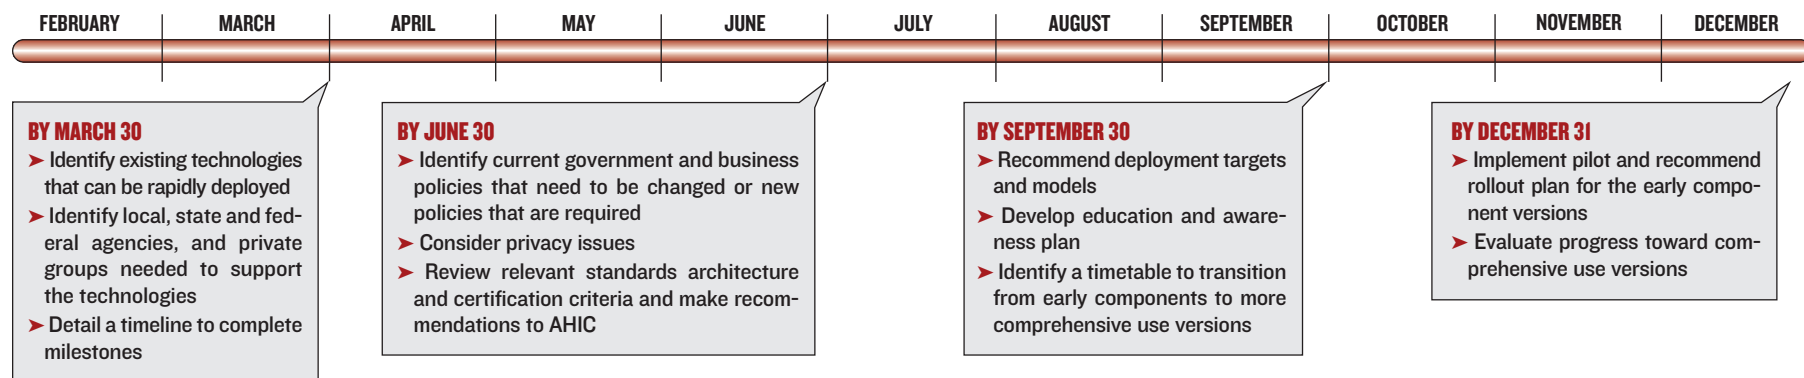 FEBRUARY MARCH APRIL MAY JUNE JULY AUGUST SEPTEMBER OCTOBER NOVEMBER DECEMBER
BY MARCH 30
➤ Identify existing technologies
that can be rapidly deployed
➤ Identify local, state and fed-
eral agencies, and private
groups needed to support
the technologies
➤ Detail a timeline to complete
milestones
BY JUNE 30
➤ Identify current government and business
policies that need to be changed or new
policies that are required
➤ Consider privacy issues
➤ Review relevant standards architecture
and certification criteria and make recom-
mendations to AHIC
BY SEPTEMBER 30
➤ Recommend deployment targets
and models
➤ Develop education and aware-
ness plan
➤ Identify a timetable to transition
from early components to more
comprehensive use versions
BY DECEMBER 31
➤ Implement pilot and recommend
rollout plan for the early compo-
nent versions
➤ Evaluate progress toward com-
prehensive use versions